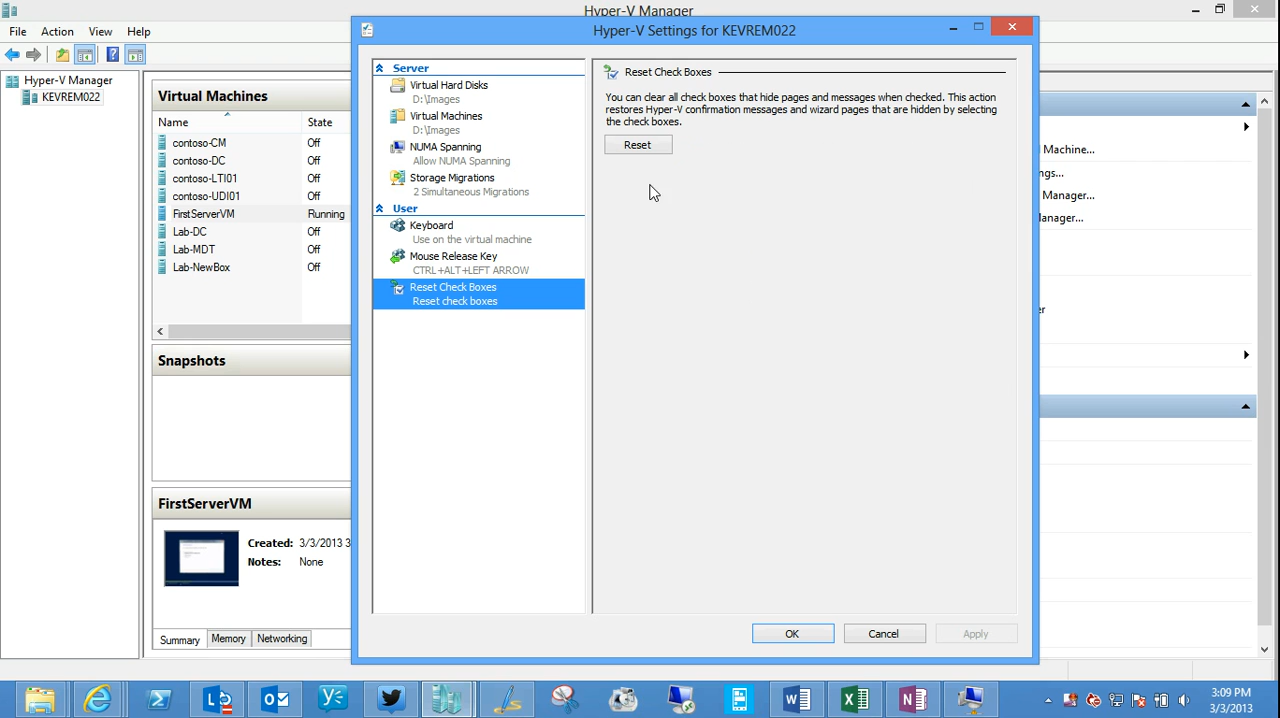 Hyper-V Manager
File Action View Help
Hyper-V Manager
KEVREM022
Virtual Machines
Name State
contoso-CM Off
contoso-DC Off
contoso-LTI01 Off
contoso-UDI01 Off
FirstServerVM Running
Lab-DC Off
Lab-MDT Off
Lab-NewBox Off
Snapshots
FirstServerVM
Created: 3/3/2013 3
Notes: None
Summary Memory Networking
Hyper-V Settings for KEVREM022
Server
Virtual Hard Disks
D:\Images
Virtual Machines
D:\Images
NUMA Spanning
Allow NUMA Spanning
Storage Migrations
2 Simultaneous Migrations
User
Keyboard
Use on the virtual machine
Mouse Release Key
CTRL+ALT+LEFT ARROW
Reset Check Boxes
Reset check boxes
Reset Check Boxes
You can clear all check boxes that hide pages and messages when checked. This action
restores Hyper-V confirmation messages and wizard pages that are hidden by selecting
the check boxes.
Reset
OK Cancel Apply
Machine...
ngs...
Manager...
anager...
er
3:09 PM
3/3/2013